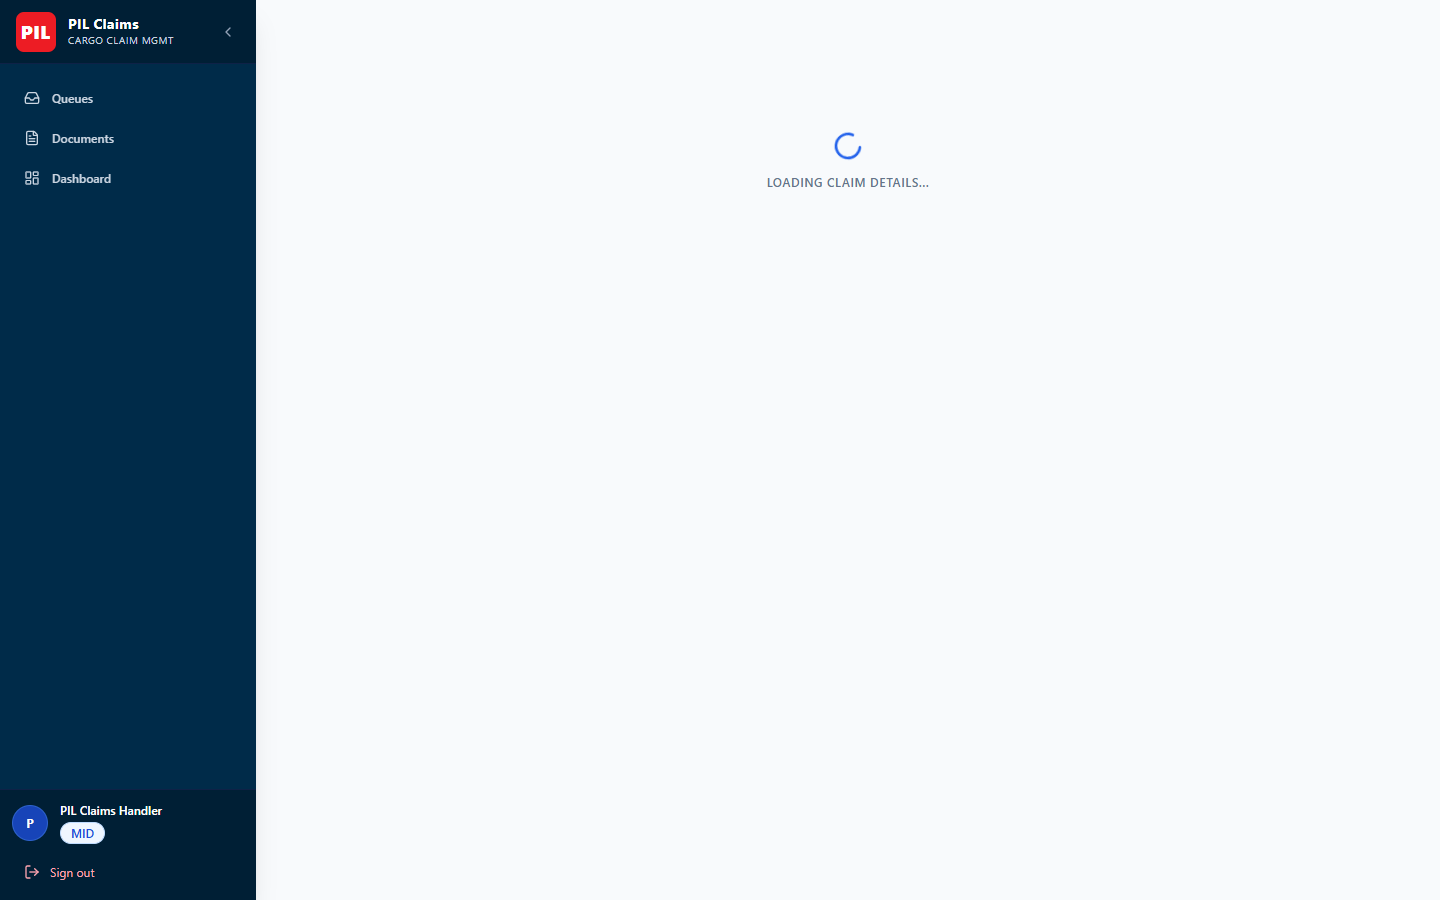 PIL
PIL Claims
CARGO CLAIM MGMT
Queues
Documents
Dashboard
LOADING CLAIM DETAILS...
P
PIL Claims Handler
MID
Sign out